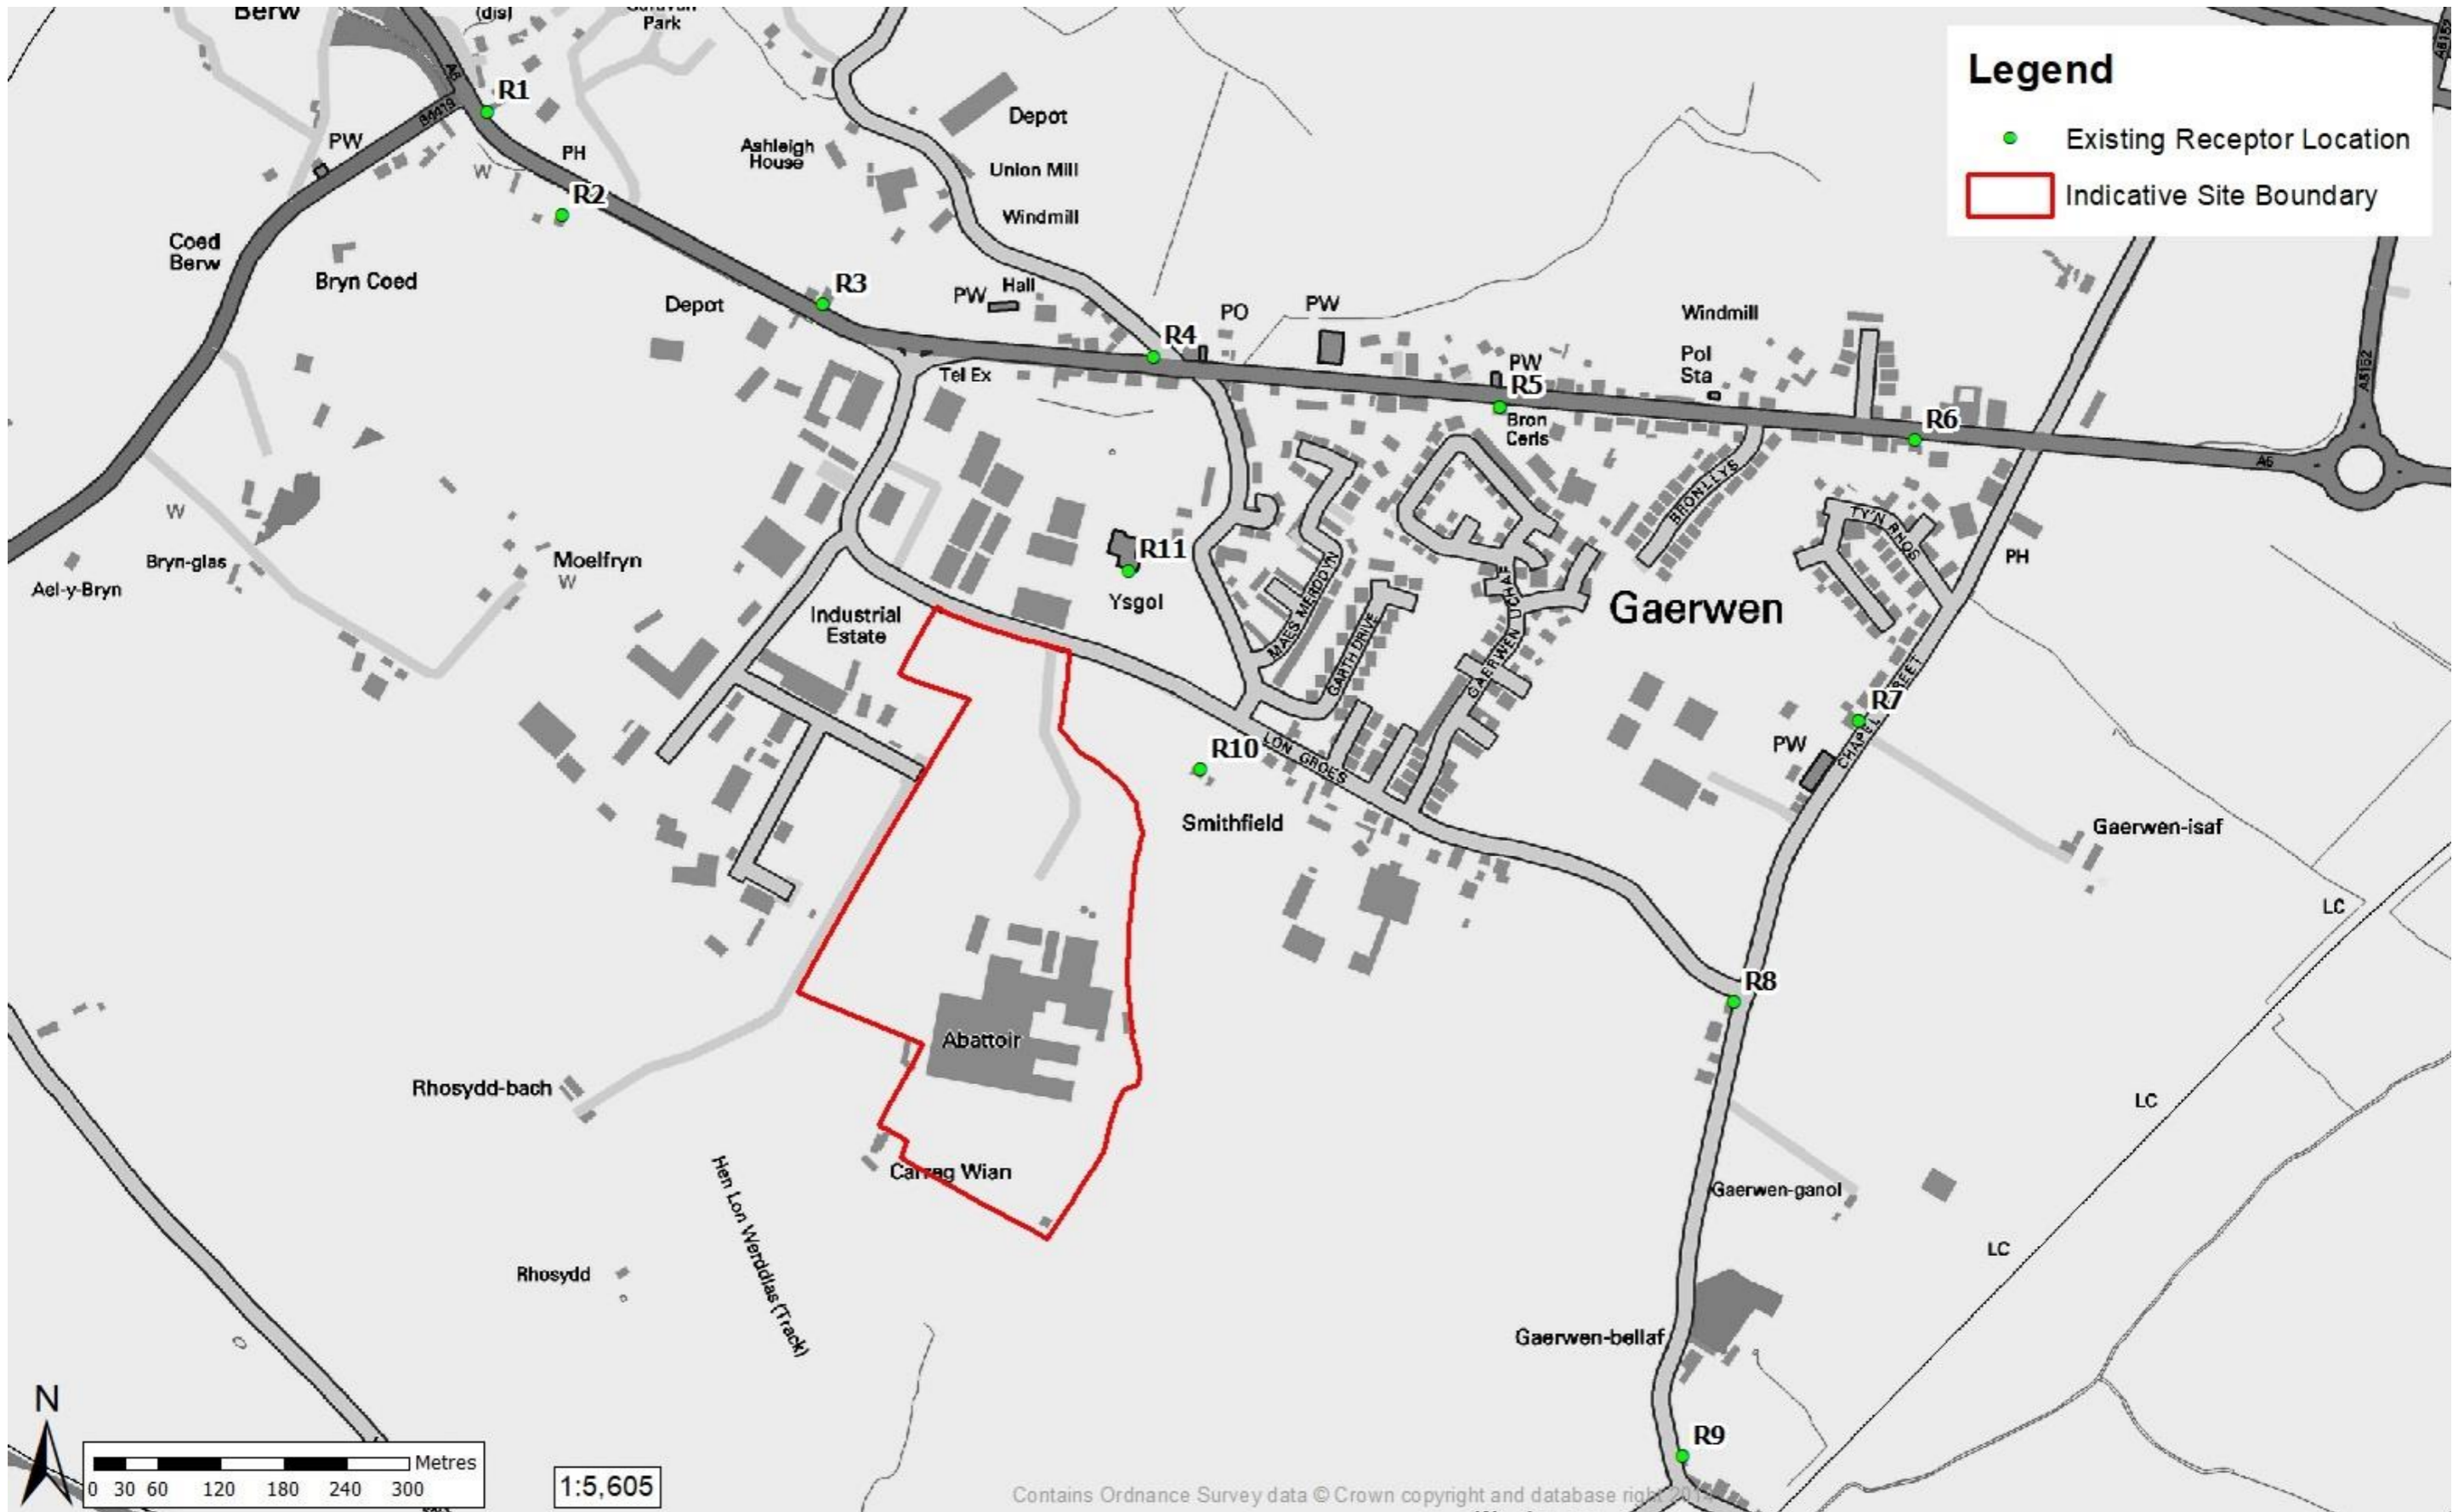 Berw
(dis)
Caravan
Park
A5
R1
B4419
PW
PH
W
R2
Coed
Berw
Bryn Coed
Depot
Ashleigh
House
Union Mill
Windmill
Legend
Existing Receptor Location
Indicative Site Boundary
A5152
Depot
R3
PW
Hall
R4
PO
PW
Tel Ex
PW
R5
Bron
Ceris
Windmill
Pol
Sta
R6
A5
A5152
BRONLLYS
TY'N RHOS
PH
W
Bryn-glas
Ael-y-Bryn
Moelfryn
W
Industrial
Estate
R11
Ysgol
MAES MERDDYN
GARTH DRIVE
GAERWEN UCHAF
Gaerwen
R10
LON GROES
Smithfield
R7
PW
CHAPEL STREET
Gaerwen-isaf
LC
R8
Abattoir
Rhosydd-bach
Carreg Wian
Hen Lon Werddlas (Track)
Rhosydd
LC
Gaerwen-ganol
LC
Gaerwen-bellaf
R9
N
Metres
0 30 60 120 180 240 300
1:5,605
Contains Ordnance Survey data © Crown copyright and database right